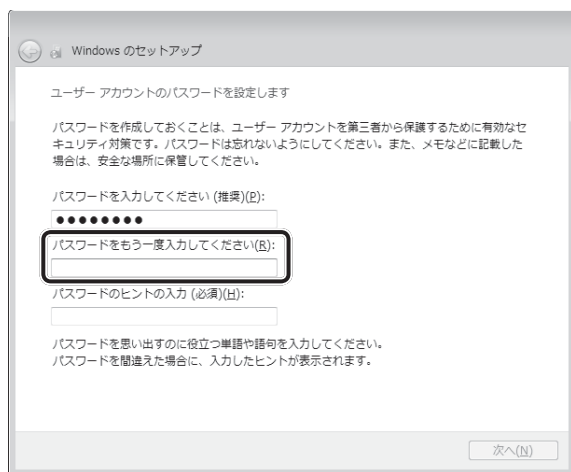 Windows のセットアップ
ユーザー アカウントのパスワードを設定します
パスワードを作成しておくことは、ユーザー アカウントを第三者から保護するために有効なセ
キュリティ対策です。パスワードは忘れないようにしてください。また、メモなどに記載した
場合は、安全な場所に保管してください。
パスワードを入力してください (推奨)(P):
●●●●●●●●
パスワードをもう一度入力してください(R):
パスワードのヒントの入力 (必須)(H):
パスワードを思い出すのに役立つ単語や語句を入力してください。
パスワードを間違えた場合に、入力したヒントが表示されます。
次へ(N)